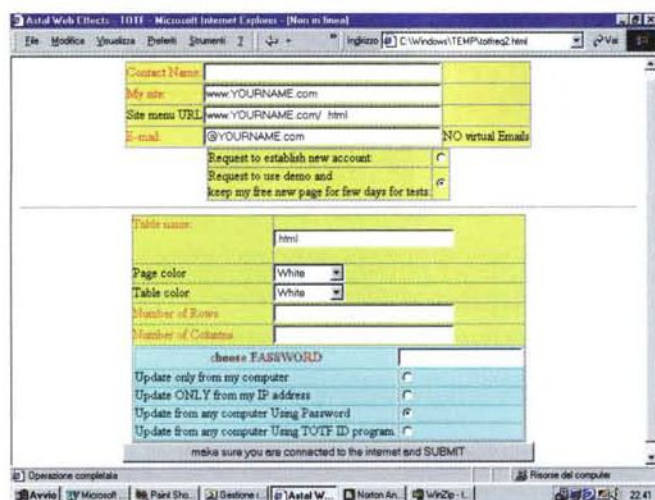 Astal Web Effects - TOTF - Microsoft Internet Explorer - [Non in linea]
File Modifica Visualizza Preferiti Strumenti ? Indirizzo C:\Windows\TEMP\totfreq2.html Vai
Contact Name:
My site: www.YOURNAME.com
Site menu URL www.YOURNAME.com/ .html
E-mail: @YOURNAME.com NO virtual Emails
Request to establish new account
Request to use demo and
keep my free new page for few days for tests:
Table name:
.html
Page color White
Table color White
Number of Rows
Number of Columns
choose PASSWORD
Update only from my computer
Update ONLY from my IP address
Update from any computer Using Password
Update from any computer Using TOTF ID program
make sure you are connected to the internet and SUBMIT
Operazione completata Risorse del computer
Avvio Microsoft ... Paint Sho... Gestione ... Astal W... Norton An... WinZip - 22.41